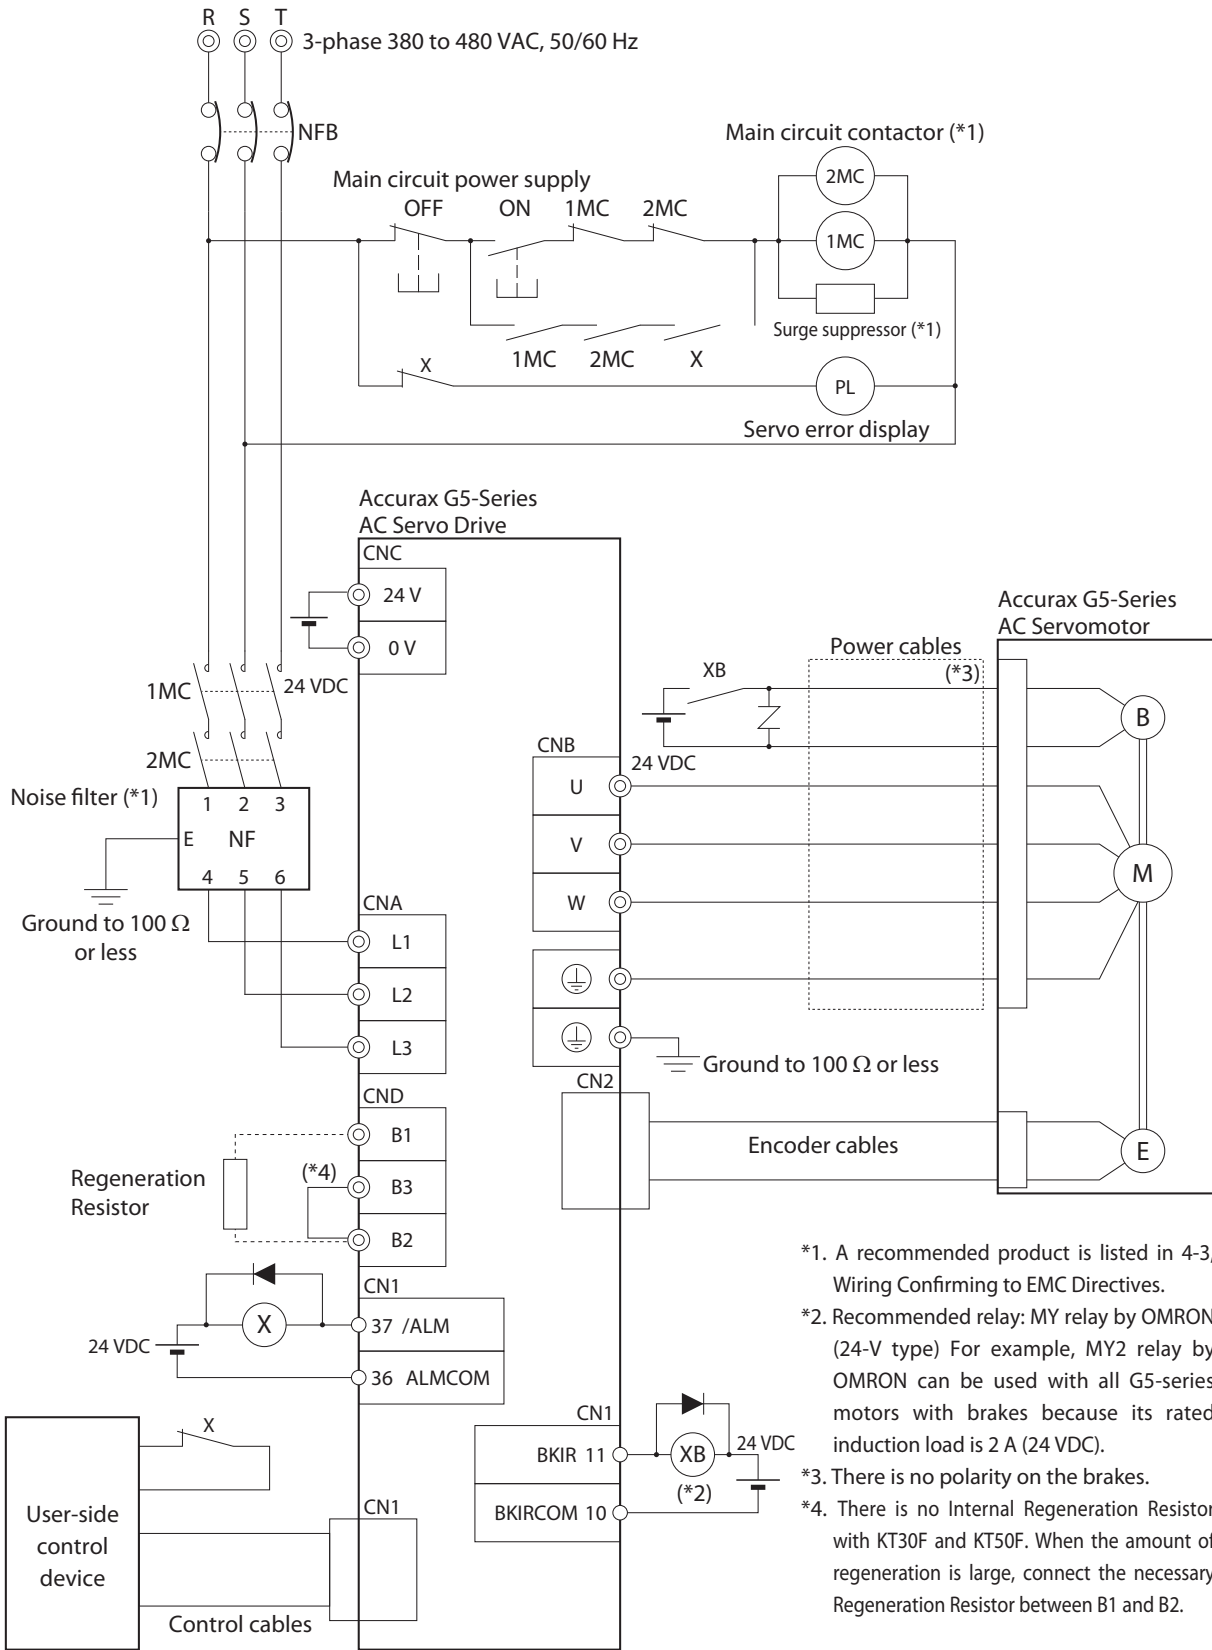 R S T
3-phase 380 to 480 VAC, 50/60 Hz
NFB
Main circuit contactor (*1)
2MC
Main circuit power supply
OFF ON 1MC 2MC
1MC
Surge suppressor (*1)
1MC 2MC X
X
PL
Servo error display
Accurax G5-Series
AC Servo Drive
CNC
24 V
0 V
24 VDC
1MC
2MC
Noise filter (*1)
1 2 3
E NF
4 5 6
Ground to 100 Ω
or less
CNA
L1
L2
L3
CND
B1
B3
B2
(*4)
Regeneration
Resistor
CN1
37 /ALM
36 ALMCOM
X
24 VDC
X
User-side
control
device
CN1
Control cables
CNB
U
V
W
Ground to 100 Ω or less
CN2
Encoder cables
XB
24 VDC
Power cables
(*3)
Accurax G5-Series
AC Servomotor
B
M
E
CN1
BKIR 11
BKIRCOM 10
XB
(*2)
24 VDC
*1. A recommended product is listed in 4-3,
Wiring Confirming to EMC Directives.
*2. Recommended relay: MY relay by OMRON
(24-V type) For example, MY2 relay by
OMRON can be used with all G5-series
motors with brakes because its rated
induction load is 2 A (24 VDC).
*3. There is no polarity on the brakes.
*4. There is no Internal Regeneration Resistor
with KT30F and KT50F. When the amount of
regeneration is large, connect the necessary
Regeneration Resistor between B1 and B2.